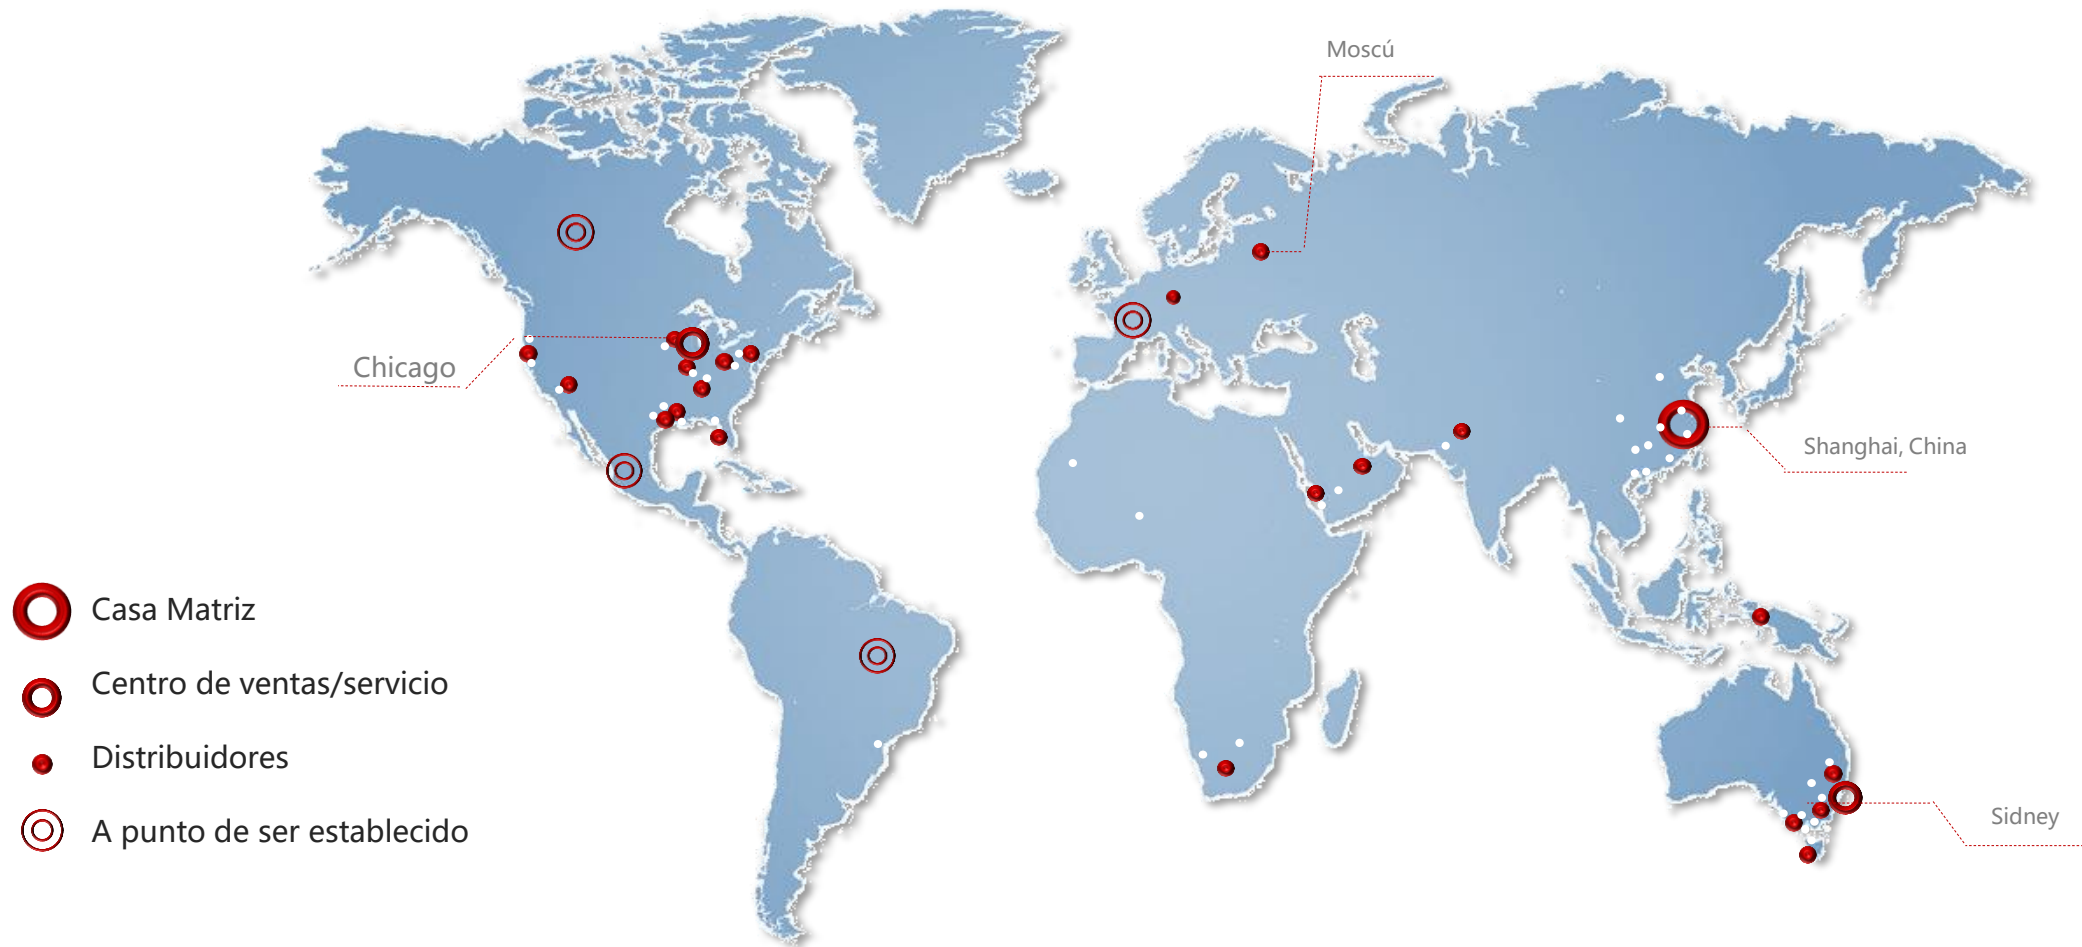 Moscú
Chicago
Shanghai, China
Casa Matriz
Centro de ventas/servicio
Distribuidores
A punto de ser establecido
Sidney